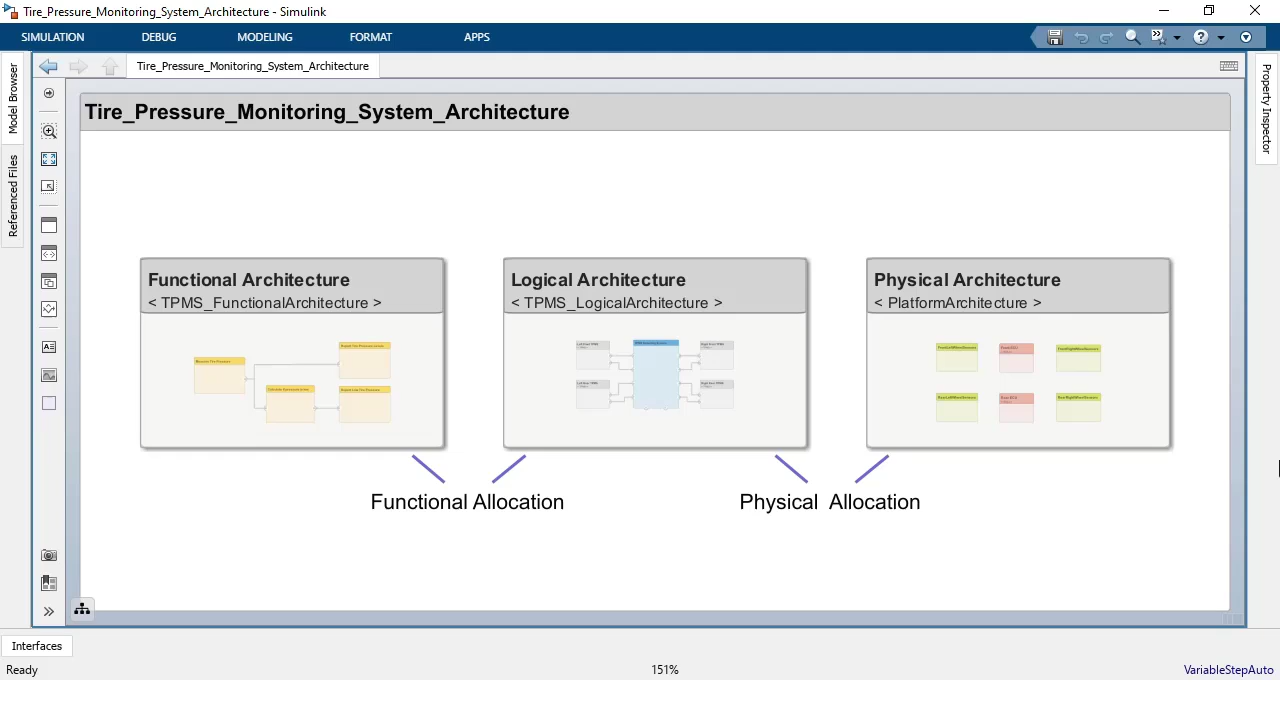 Tire_Pressure_Monitoring_System_Architecture - Simulink
SIMULATION
DEBUG
MODELING
FORMAT
APPS
Tire_Pressure_Monitoring_System_Architecture
Model Browser
Referenced Files
Property Inspector
Tire_Pressure_Monitoring_System_Architecture
Functional Architecture
< TPMS_FunctionalArchitecture >
Logical Architecture
< TPMS_LogicalArchitecture >
Physical Architecture
< PlatformArchitecture >
Functional Allocation
Physical Allocation
Interfaces
Ready
151%
VariableStepAuto